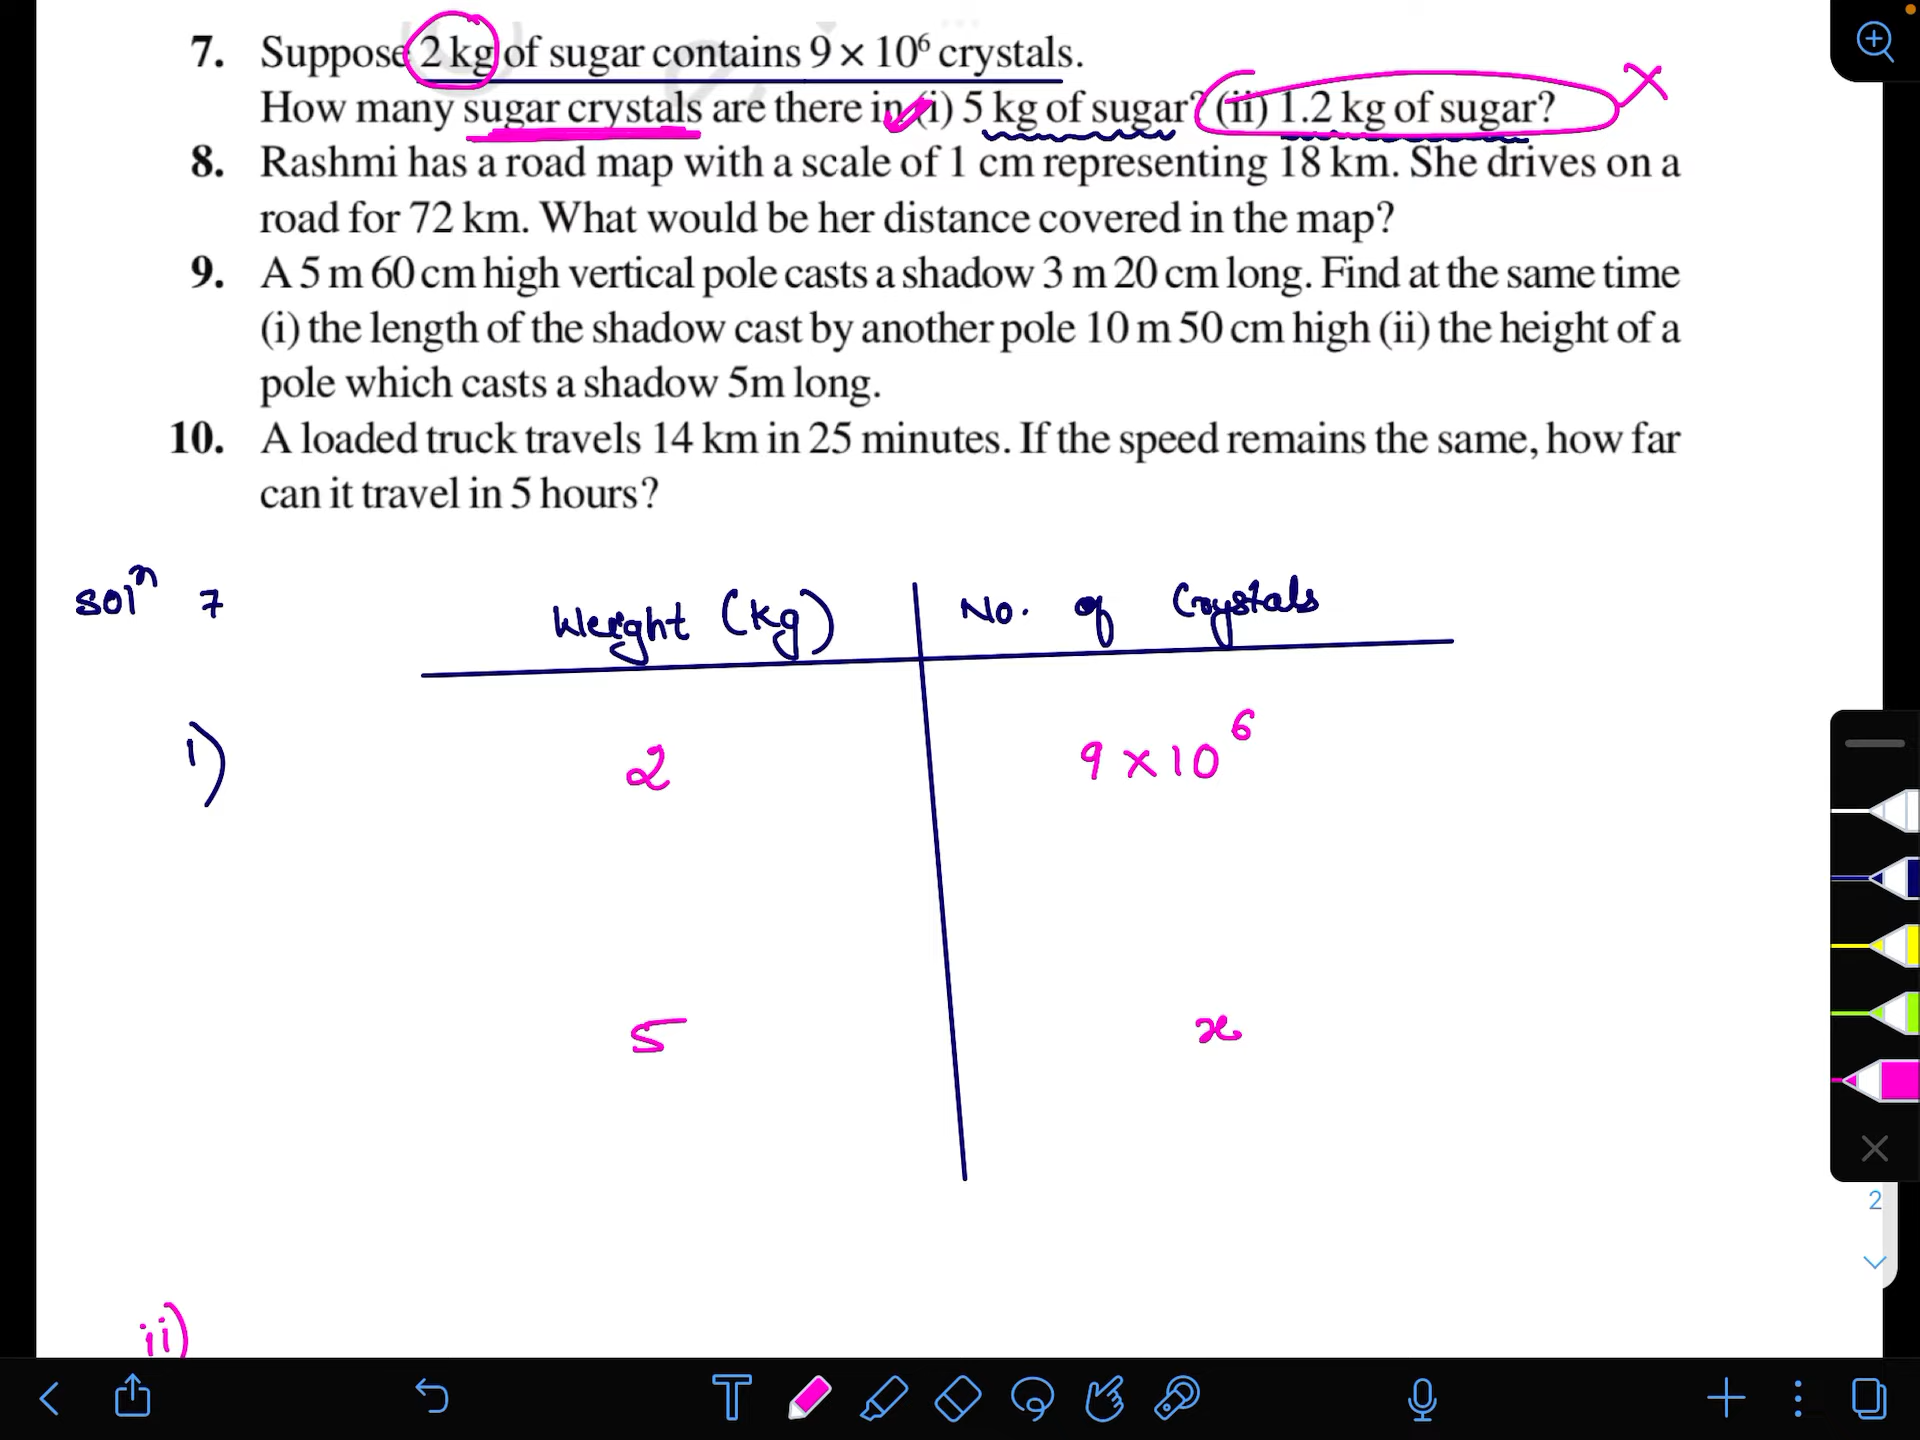 7. Suppose 2 kg of sugar contains 9 × 10⁶ crystals.
How many sugar crystals are there in (i) 5 kg of sugar? (ii) 1.2 kg of sugar?
8. Rashmi has a road map with a scale of 1 cm representing 18 km. She drives on a
road for 72 km. What would be her distance covered in the map?
9. A 5 m 60 cm high vertical pole casts a shadow 3 m 20 cm long. Find at the same time
(i) the length of the shadow cast by another pole 10 m 50 cm high (ii) the height of a
pole which casts a shadow 5m long.
10. A loaded truck travels 14 km in 25 minutes. If the speed remains the same, how far
can it travel in 5 hours?
Solⁿ 7
Weight (kg) No. of Crystals
i) 2 9 × 10⁶
5 x
ii)
2
T